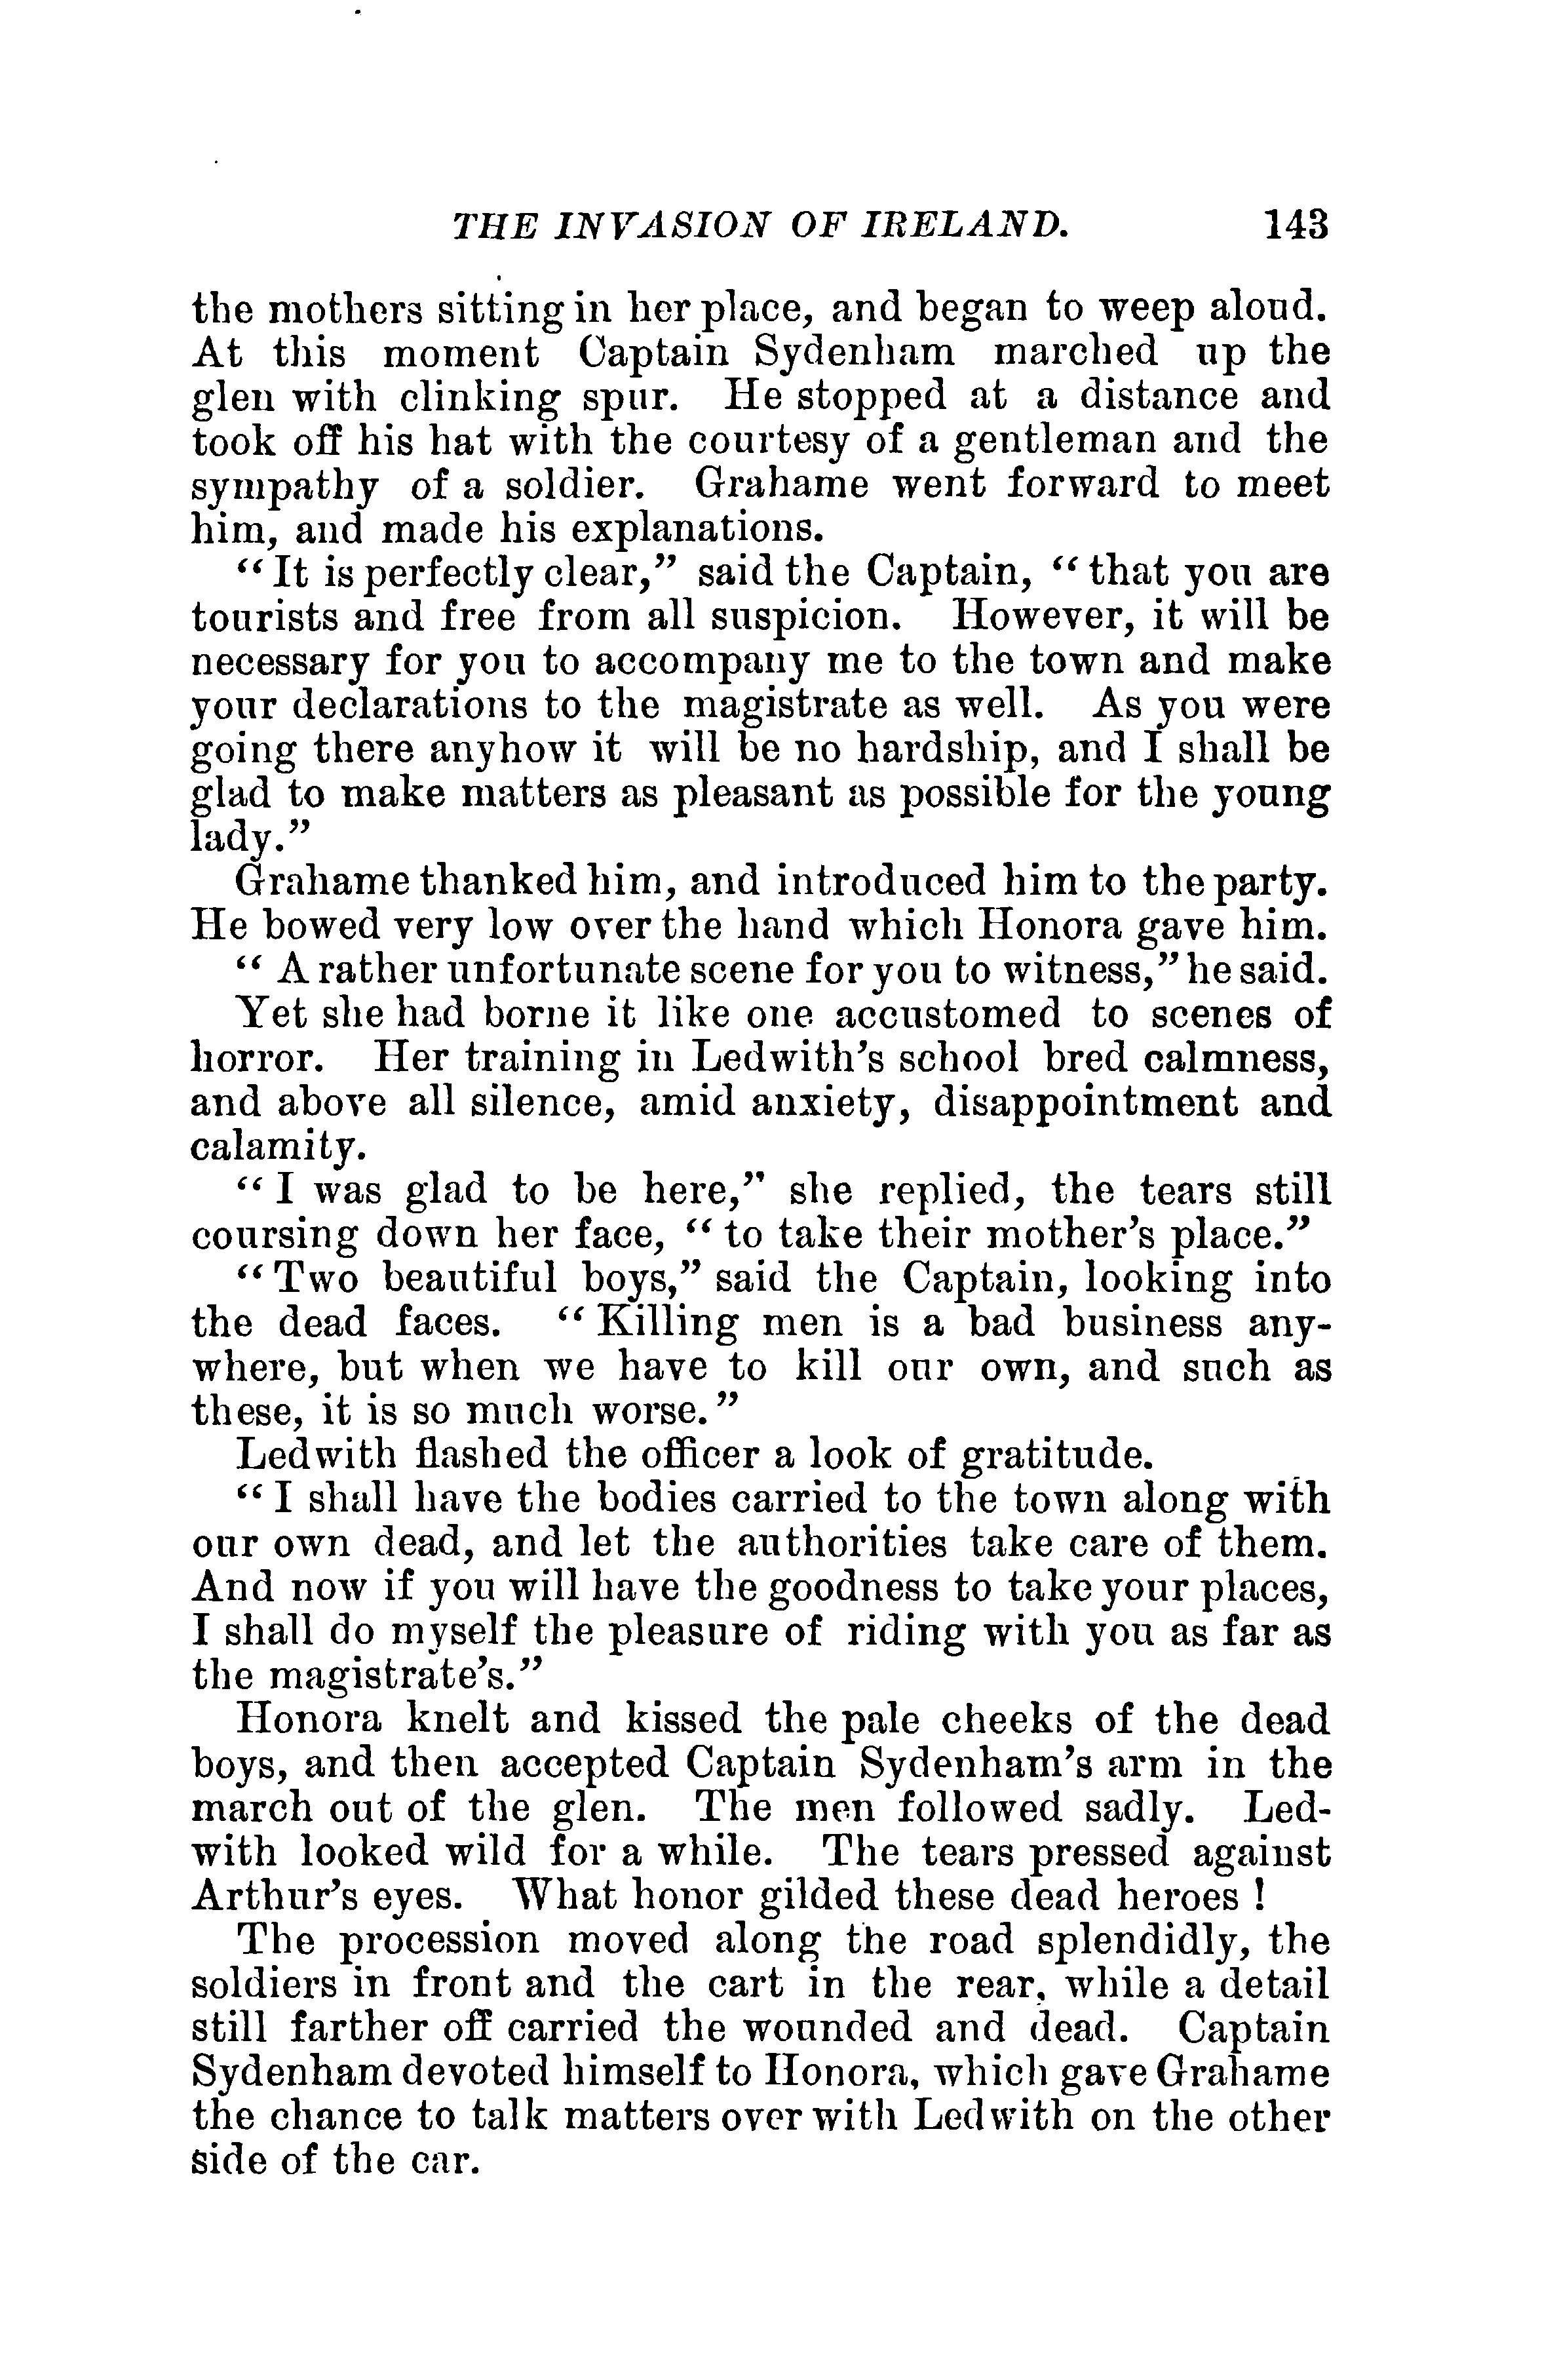 THE INVASION OF IRELAND. 143
the mothers sitting in her place, and began to weep aloud.
At this moment Captain Sydenham marched up the
glen with clinking spur. He stopped at a distance and
took off his hat with the courtesy of a gentleman and the
sympathy of a soldier. Grahame went forward to meet
him, and made his explanations.
“It is perfectly clear,” said the Captain, “that you are
tourists and free from all suspicion. However, it will be
necessary for you to accompany me to the town and make
your declarations to the magistrate as well. As you were
going there anyhow it will be no hardship, and I shall be
glad to make matters as pleasant as possible for the young
lady.”
Grahame thanked him, and introduced him to the party.
He bowed very low over the hand which Honora gave him.
“A rather unfortunate scene for you to witness,” he said.
Yet she had borne it like one accustomed to scenes of
horror. Her training in Ledwith’s school bred calmness,
and above all silence, amid anxiety, disappointment and
calamity.
“I was glad to be here,” she replied, the tears still
coursing down her face, “to take their mother’s place.”
“Two beautiful boys,” said the Captain, looking into
the dead faces. “Killing men is a bad business any-
where, but when we have to kill our own, and such as
these, it is so much worse.”
Ledwith flashed the officer a look of gratitude.
“I shall have the bodies carried to the town along with
our own dead, and let the authorities take care of them.
And now if you will have the goodness to take your places,
I shall do myself the pleasure of riding with you as far as
the magistrate’s.”
Honora knelt and kissed the pale cheeks of the dead
boys, and then accepted Captain Sydenham’s arm in the
march out of the glen. The men followed sadly. Led-
with looked wild for a while. The tears pressed against
Arthur’s eyes. What honor gilded these dead heroes!
The procession moved along the road splendidly, the
soldiers in front and the cart in the rear, while a detail
still farther off carried the wounded and dead. Captain
Sydenham devoted himself to Honora, which gave Grahame
the chance to talk matters over with Ledwith on the other
side of the car.